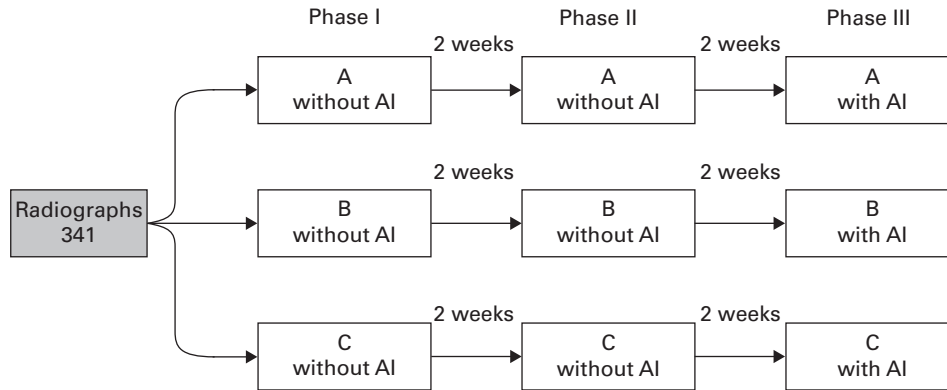 Phase I
Phase II
Phase III
2 weeks
2 weeks
A
without AI
A
without AI
A
with AI
Radiographs
341
2 weeks
2 weeks
B
without AI
B
without AI
B
with AI
2 weeks
2 weeks
C
without AI
C
without AI
C
with AI